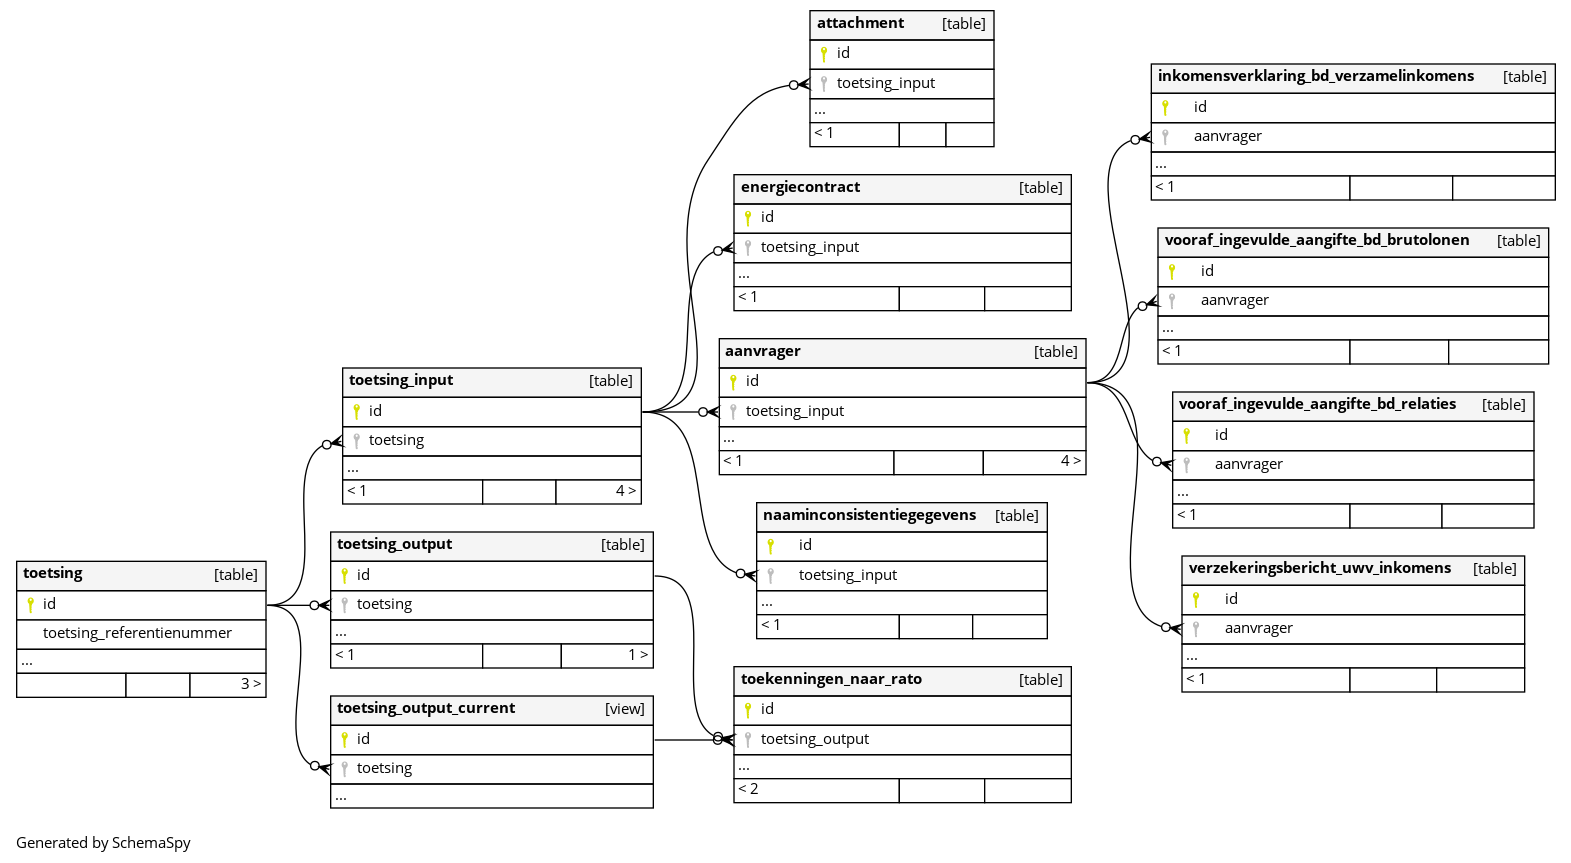 attachment [table]
id
toetsing_input
...
< 1
inkomensverklaring_bd_verzamelinkomens [table]
id
aanvrager
...
< 1
energiecontract [table]
id
toetsing_input
...
< 1
vooraf_ingevulde_aangifte_bd_brutolonen [table]
id
aanvrager
...
< 1
toetsing_input [table]
id
toetsing
...
< 1 4 >
aanvrager [table]
id
toetsing_input
...
< 1 4 >
vooraf_ingevulde_aangifte_bd_relaties [table]
id
aanvrager
...
< 1
toetsing [table]
id
toetsing_referentienummer
...
3 >
toetsing_output [table]
id
toetsing
...
< 1 1 >
naaminconsistentiegegevens [table]
id
toetsing_input
...
< 1
verzekeringsbericht_uwv_inkomens [table]
id
aanvrager
...
< 1
toetsing_output_current [view]
id
toetsing
...
toekenningen_naar_rato [table]
id
toetsing_output
...
< 2
Generated by SchemaSpy